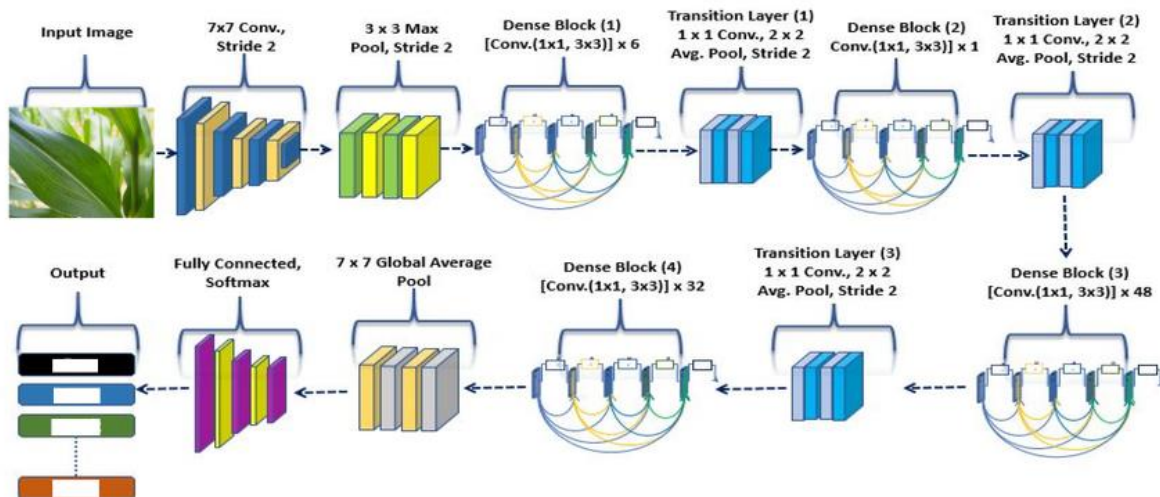 Input Image
7x7 Conv.,
Stride 2
3 x 3 Max
Pool, Stride 2
Dense Block (1)
[Conv.(1x1, 3x3)] x 6
Transition Layer (1)
1 x 1 Conv., 2 x 2
Avg. Pool, Stride 2
Dense Block (2)
Conv.(1x1, 3x3)] x 1
Transition Layer (2)
1 x 1 Conv., 2 x 2
Avg. Pool, Stride 2
Output
Fully Connected,
Softmax
7 x 7 Global Average
Pool
Dense Block (4)
[Conv.(1x1, 3x3)] x 32
Transition Layer (3)
1 x 1 Conv., 2 x 2
Avg. Pool, Stride 2
Dense Block (3)
[Conv.(1x1, 3x3)] x 48